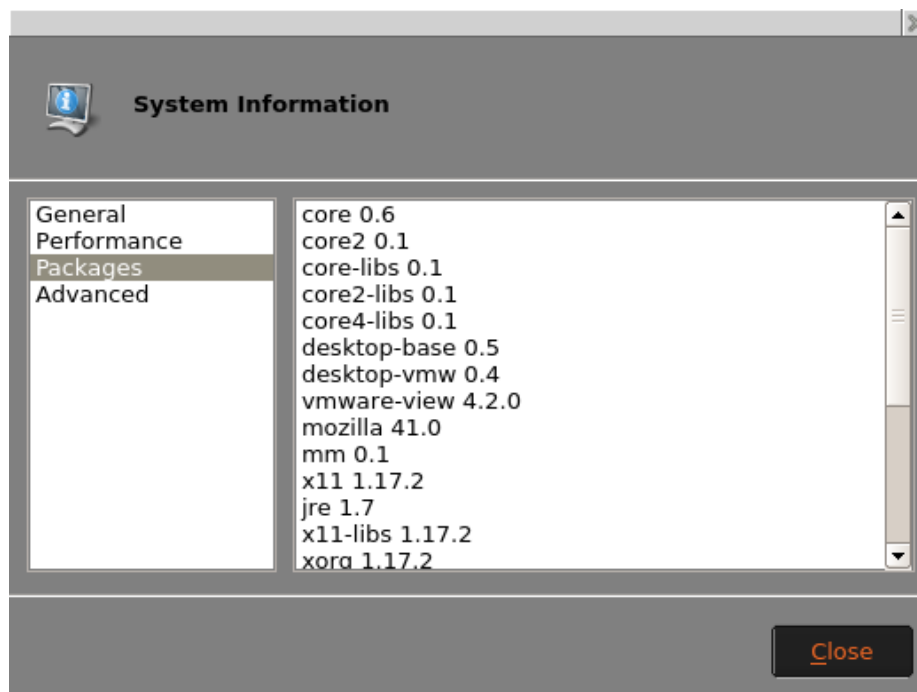 System Information
General
Performance
Packages
Advanced
core 0.6
core2 0.1
core-libs 0.1
core2-libs 0.1
core4-libs 0.1
desktop-base 0.5
desktop-vmw 0.4
vmware-view 4.2.0
mozilla 41.0
mm 0.1
x11 1.17.2
jre 1.7
x11-libs 1.17.2
xorg 1.17.2
Close